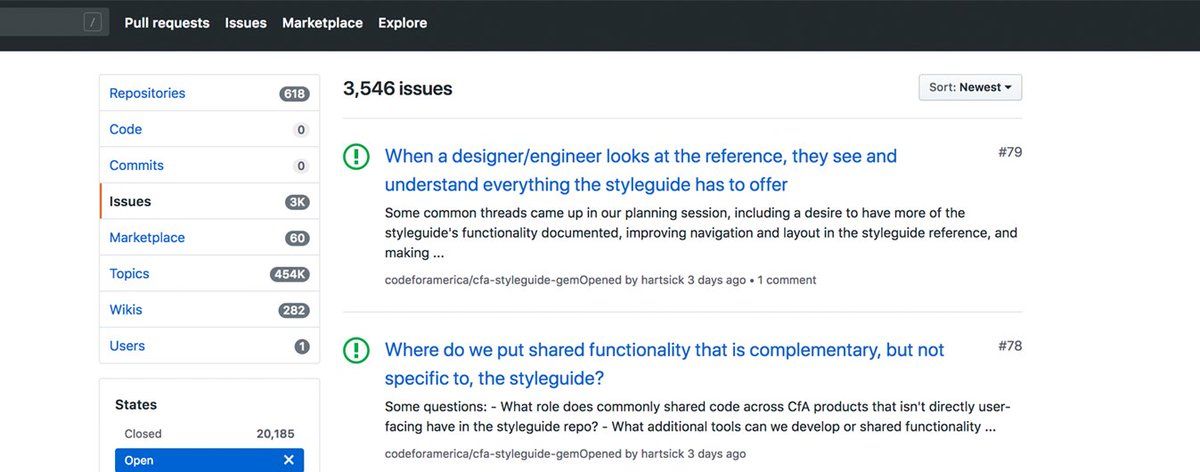 / Pull requests Issues Marketplace Explore
Repositories 618
Code 0
Commits 0
Issues 3K
Marketplace 60
Topics 454K
Wikis 282
Users 1
States
Closed 20,185
Open ✕
3,546 issues
Sort: Newest
When a designer/engineer looks at the reference, they see and
understand everything the styleguide has to offer
#79
Some common threads came up in our planning session, including a desire to have more of the
styleguide's functionality documented, improving navigation and layout in the styleguide reference, and
making ...
codeforamerica/cfa-styleguide-gemOpened by hartsick 3 days ago • 1 comment
Where do we put shared functionality that is complementary, but not
specific to, the styleguide?
#78
Some questions: - What role does commonly shared code across CfA products that isn't directly user-
facing have in the styleguide repo? - What additional tools can we develop or shared functionality ...
codeforamerica/cfa-styleguide-gemOpened by hartsick 3 days ago